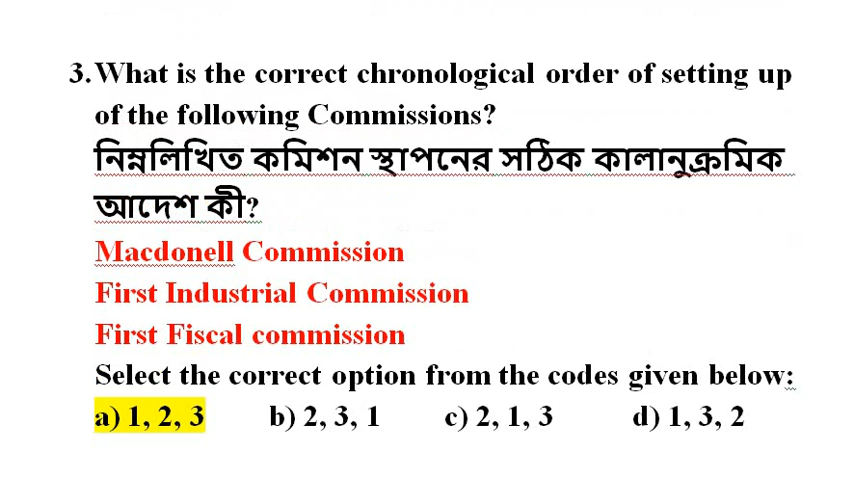 3. What is the correct chronological order of setting up
of the following Commissions?
নিম্নলিখিত কমিশন স্থাপনের সঠিক কালানুক্রমিক
আদেশ কী?
Macdonell Commission
First Industrial Commission
First Fiscal commission
Select the correct option from the codes given below:
a) 1, 2, 3 b) 2, 3, 1 c) 2, 1, 3 d) 1, 3, 2